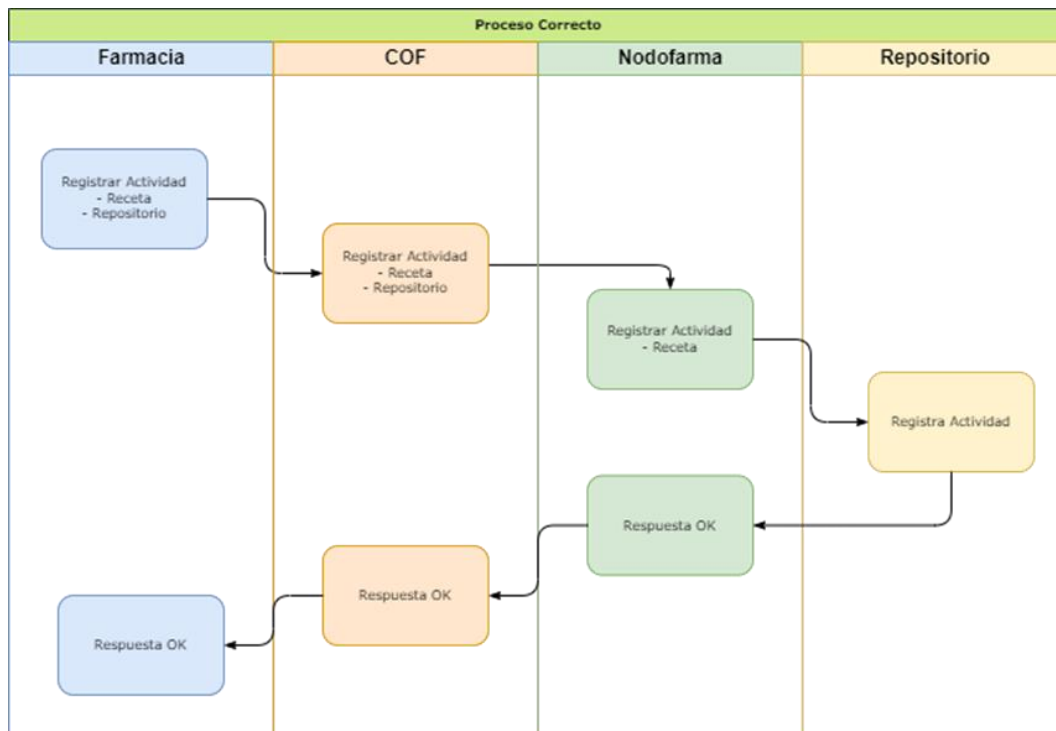 Proceso Correcto
Farmacia
COF
Nodofarma
Repositorio
Registrar Actividad
- Receta
- Repositorio
Registrar Actividad
- Receta
- Repositorio
Registrar Actividad
- Receta
Registra Actividad
Respuesta OK
Respuesta OK
Respuesta OK